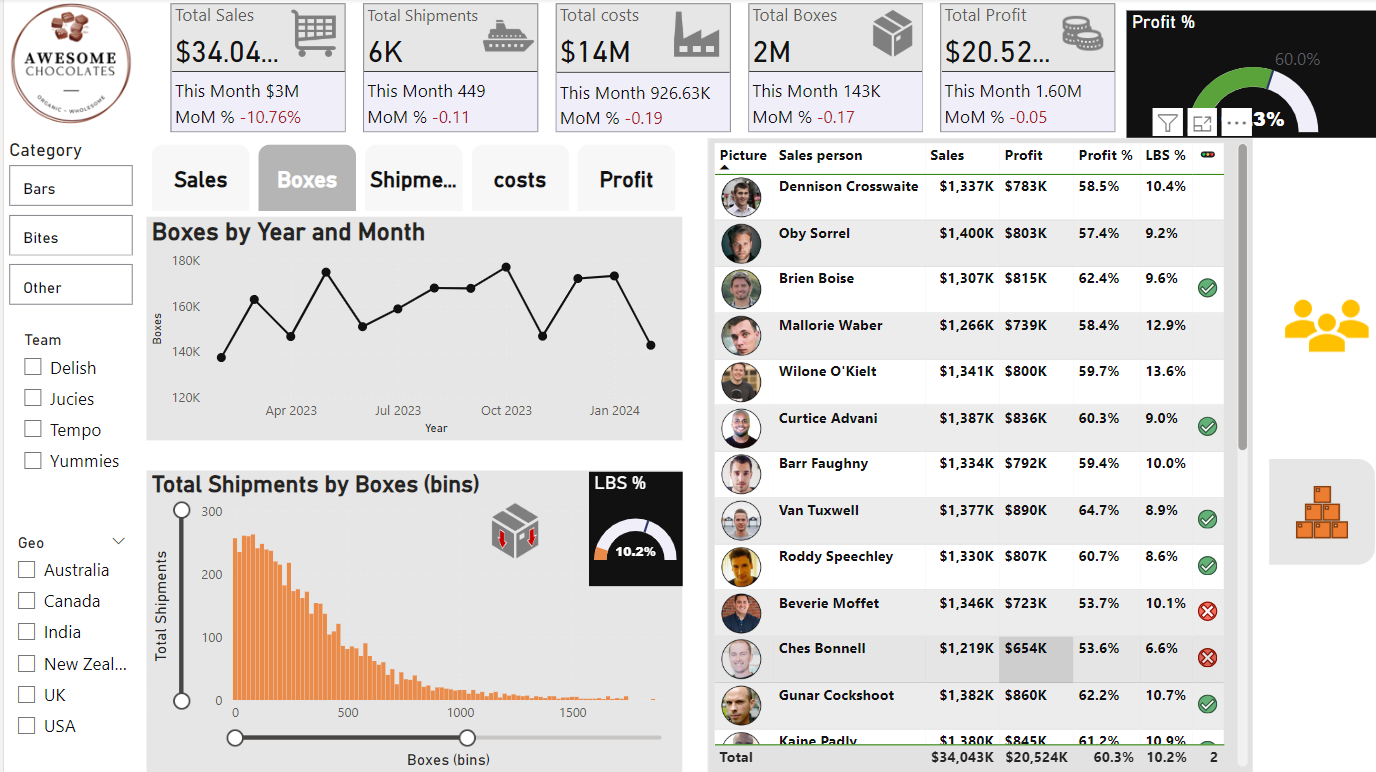 AWESOME
CHOCOLATES
ORGANIC - WHOLESOME
Total Sales
$34.04...
This Month $3M
MoM % -10.76%
Total Shipments
6K
This Month 449
MoM % -0.11
Total costs
$14M
This Month 926.63K
MoM % -0.19
Total Boxes
2M
This Month 143K
MoM % -0.17
Total Profit
$20.52...
This Month 1.60M
MoM % -0.05
Profit %
60.0%
3%
Category
Bars
Bites
Other
Team
Delish
Jucies
Tempo
Yummies
Geo
Australia
Canada
India
New Zeal...
UK
USA
Sales
Boxes
Shipme...
costs
Profit
Boxes by Year and Month
180K
160K
140K
120K
Boxes
Apr 2023 Jul 2023 Oct 2023 Jan 2024
Year
Total Shipments by Boxes (bins)
LBS %
10.2%
300
200
100
0
Total Shipments
0 500 1000 1500
Boxes (bins)
Picture Sales person Sales Profit Profit % LBS %
Dennison Crosswaite $1,337K $783K 58.5% 10.4%
Oby Sorrel $1,400K $803K 57.4% 9.2%
Brien Boise $1,307K $815K 62.4% 9.6%
Mallorie Waber $1,266K $739K 58.4% 12.9%
Wilone O'Kielt $1,341K $800K 59.7% 13.6%
Curtice Advani $1,387K $836K 60.3% 9.0%
Barr Faughny $1,334K $792K 59.4% 10.0%
Van Tuxwell $1,377K $890K 64.7% 8.9%
Roddy Speechley $1,330K $807K 60.7% 8.6%
Beverie Moffet $1,346K $723K 53.7% 10.1%
Ches Bonnell $1,219K $654K 53.6% 6.6%
Gunar Cockshoot $1,382K $860K 62.2% 10.7%
Kaine Padly $1,380K $845K 61.2% 10.9%
Total $34,043K $20,524K 60.3% 10.2% 2